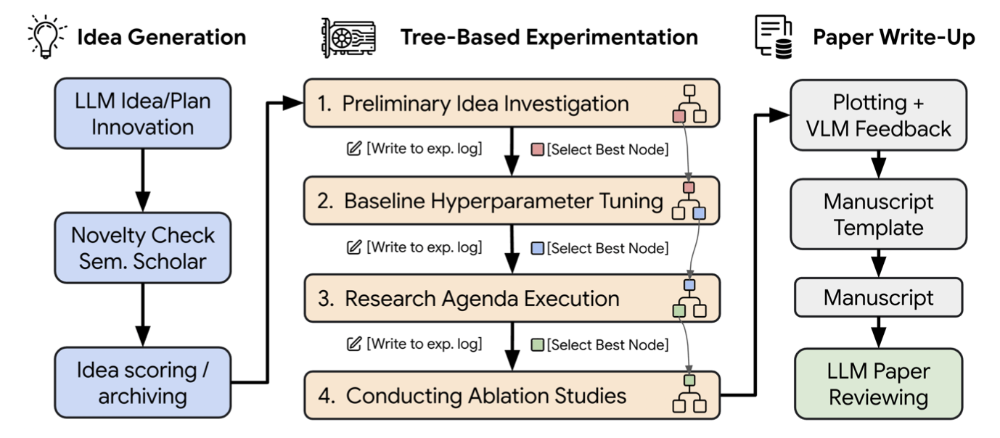 Idea Generation
LLM Idea/Plan
Innovation
Novelty Check
Sem. Scholar
Idea scoring /
archiving
Tree-Based Experimentation
1. Preliminary Idea Investigation
[Write to exp. log]
[Select Best Node]
2. Baseline Hyperparameter Tuning
[Write to exp. log]
[Select Best Node]
3. Research Agenda Execution
[Write to exp. log]
[Select Best Node]
4. Conducting Ablation Studies
Paper Write-Up
Plotting +
VLM Feedback
Manuscript
Template
Manuscript
LLM Paper
Reviewing